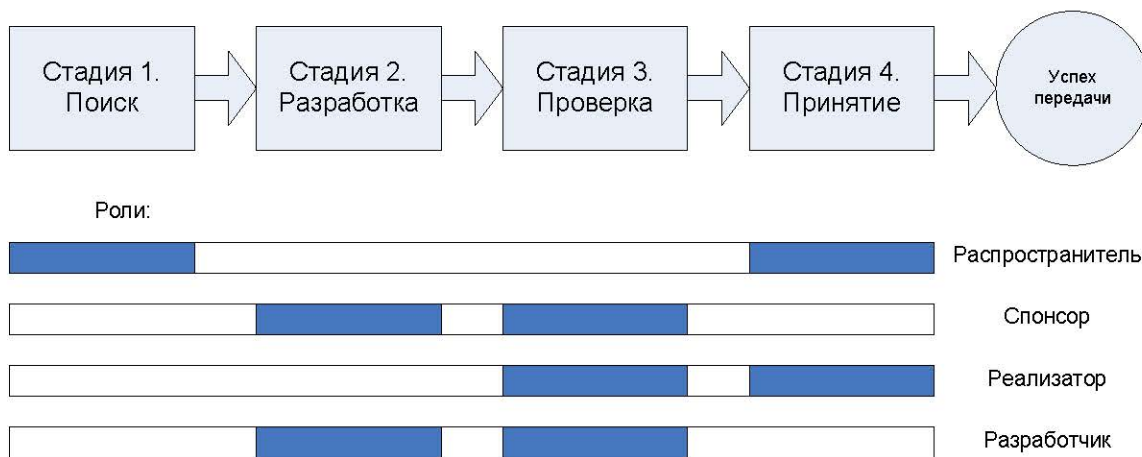 Стадия 1.
Поиск
Стадия 2.
Разработка
Стадия 3.
Проверка
Стадия 4.
Принятие
Успех
передачи
Роли:
Распространитель
Спонсор
Реализатор
Разработчик